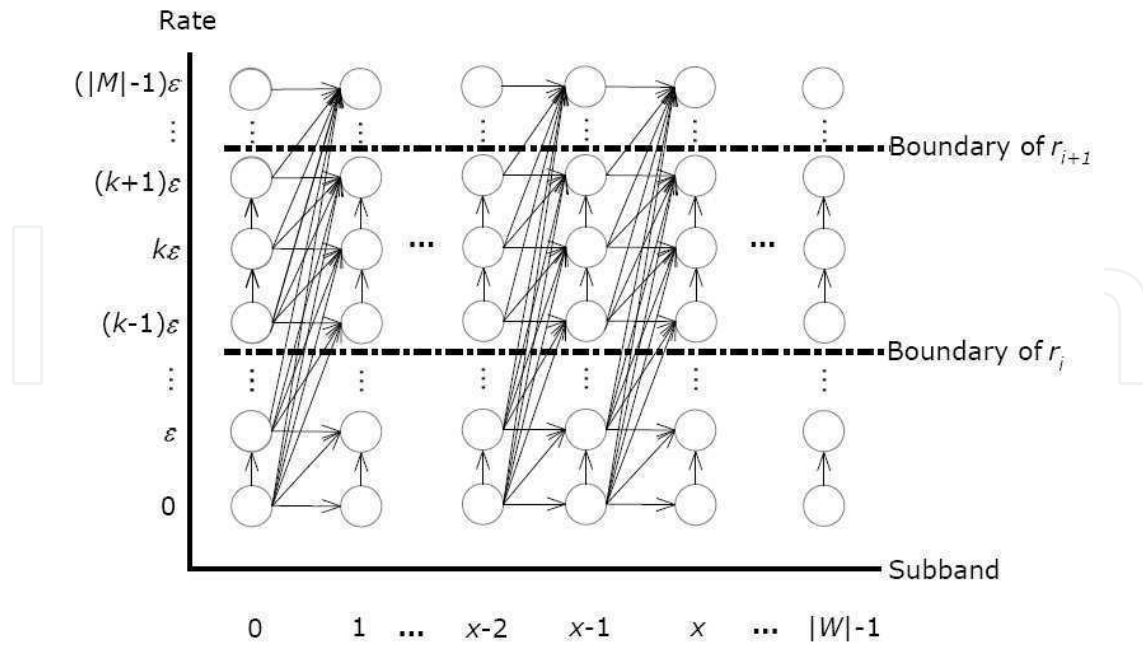 Rate
(|M|-1)ε
⋮ ⋮ ⋮ ⋮ ⋮ ⋮ ⋮
Boundary of r_{i+1}
(k+1)ε
kε ... ...
(k-1)ε
Boundary of r_i
⋮ ⋮ ⋮ ⋮ ⋮ ⋮ ⋮
ε
0
Subband
0 1 ... x-2 x-1 x ... |W|-1